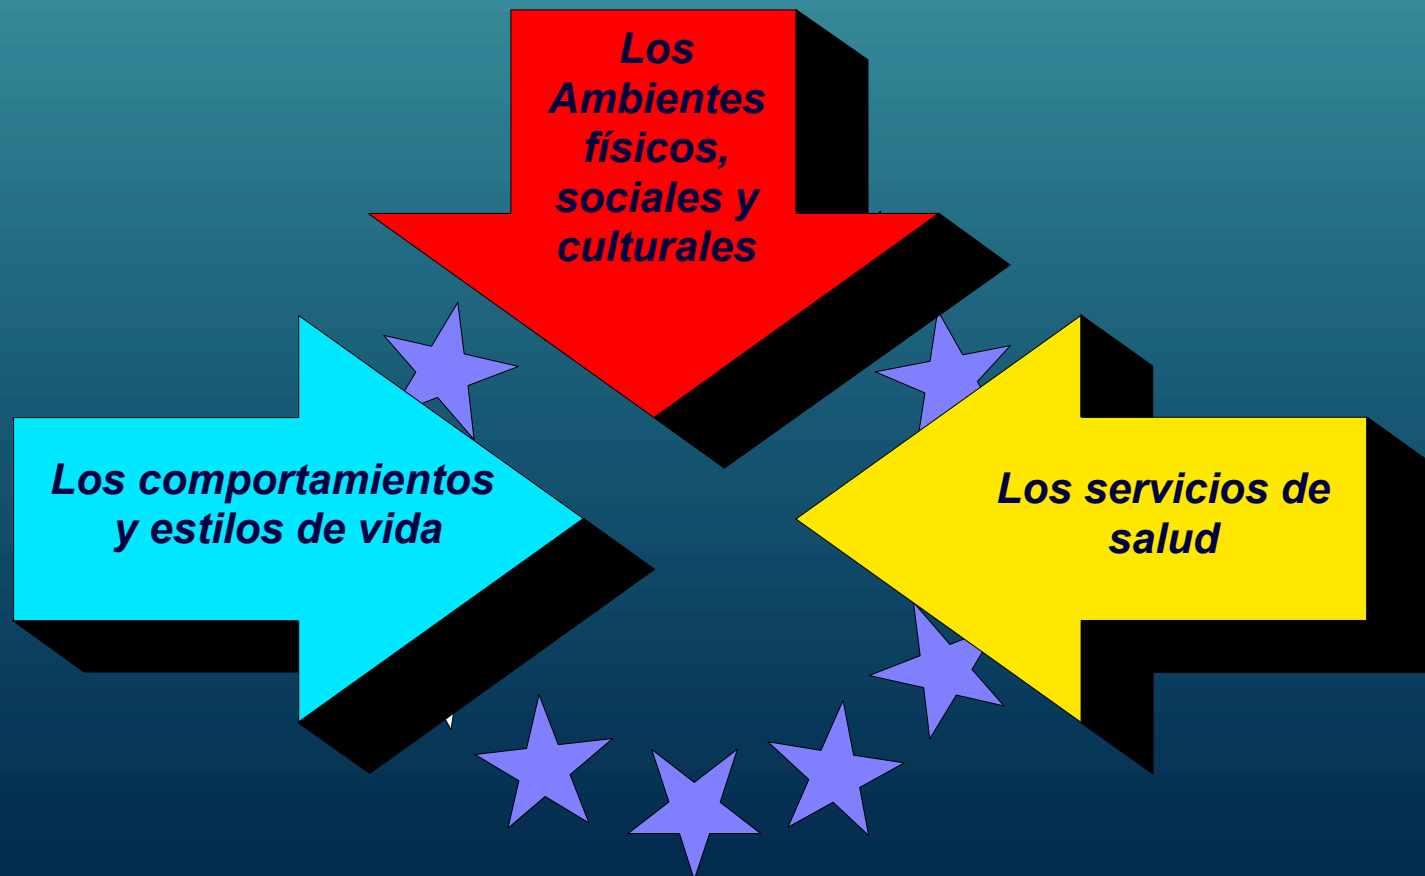 Los
Ambientes
físicos,
sociales y
culturales
Los comportamientos
y estilos de vida
Los servicios de
salud